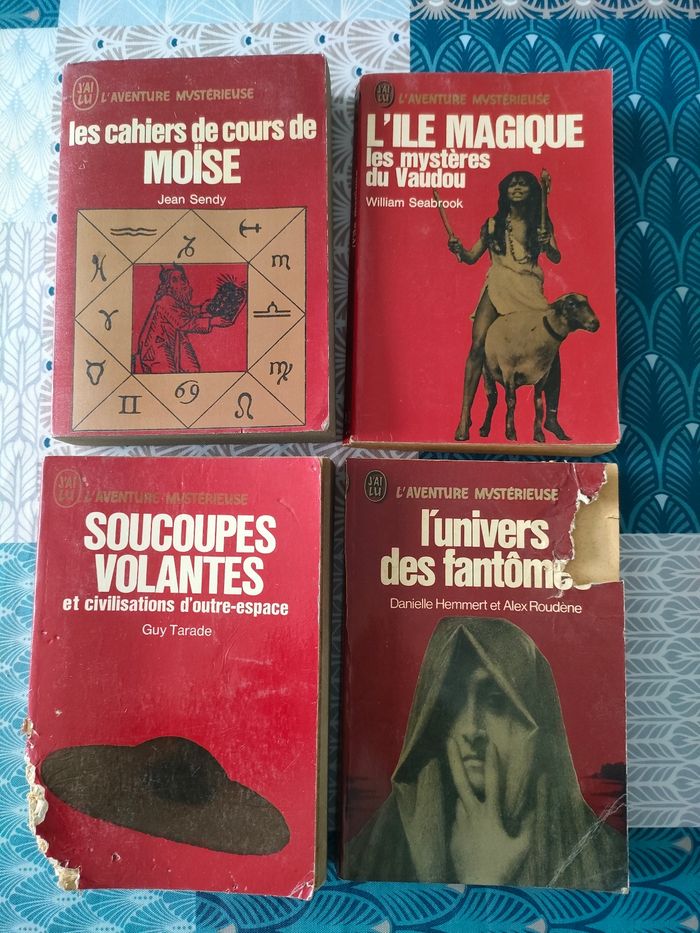 J'AI
LU
L'AVENTURE MYSTÉRIEUSE
les cahiers de cours de
MOÏSE
Jean Sendy
J'AI
LU
L'AVENTURE MYSTÉRIEUSE
L'ILE MAGIQUE
les mystères
du Vaudou
William Seabrook
J'AI
LU
L'AVENTURE MYSTÉRIEUSE
SOUCOUPES
VOLANTES
et civilisations d'outre-espace
Guy Tarade
J'AI
LU
L'AVENTURE MYSTÉRIEUSE
l'univers
des fantôme
Danielle Hemmert et Alex Roudène